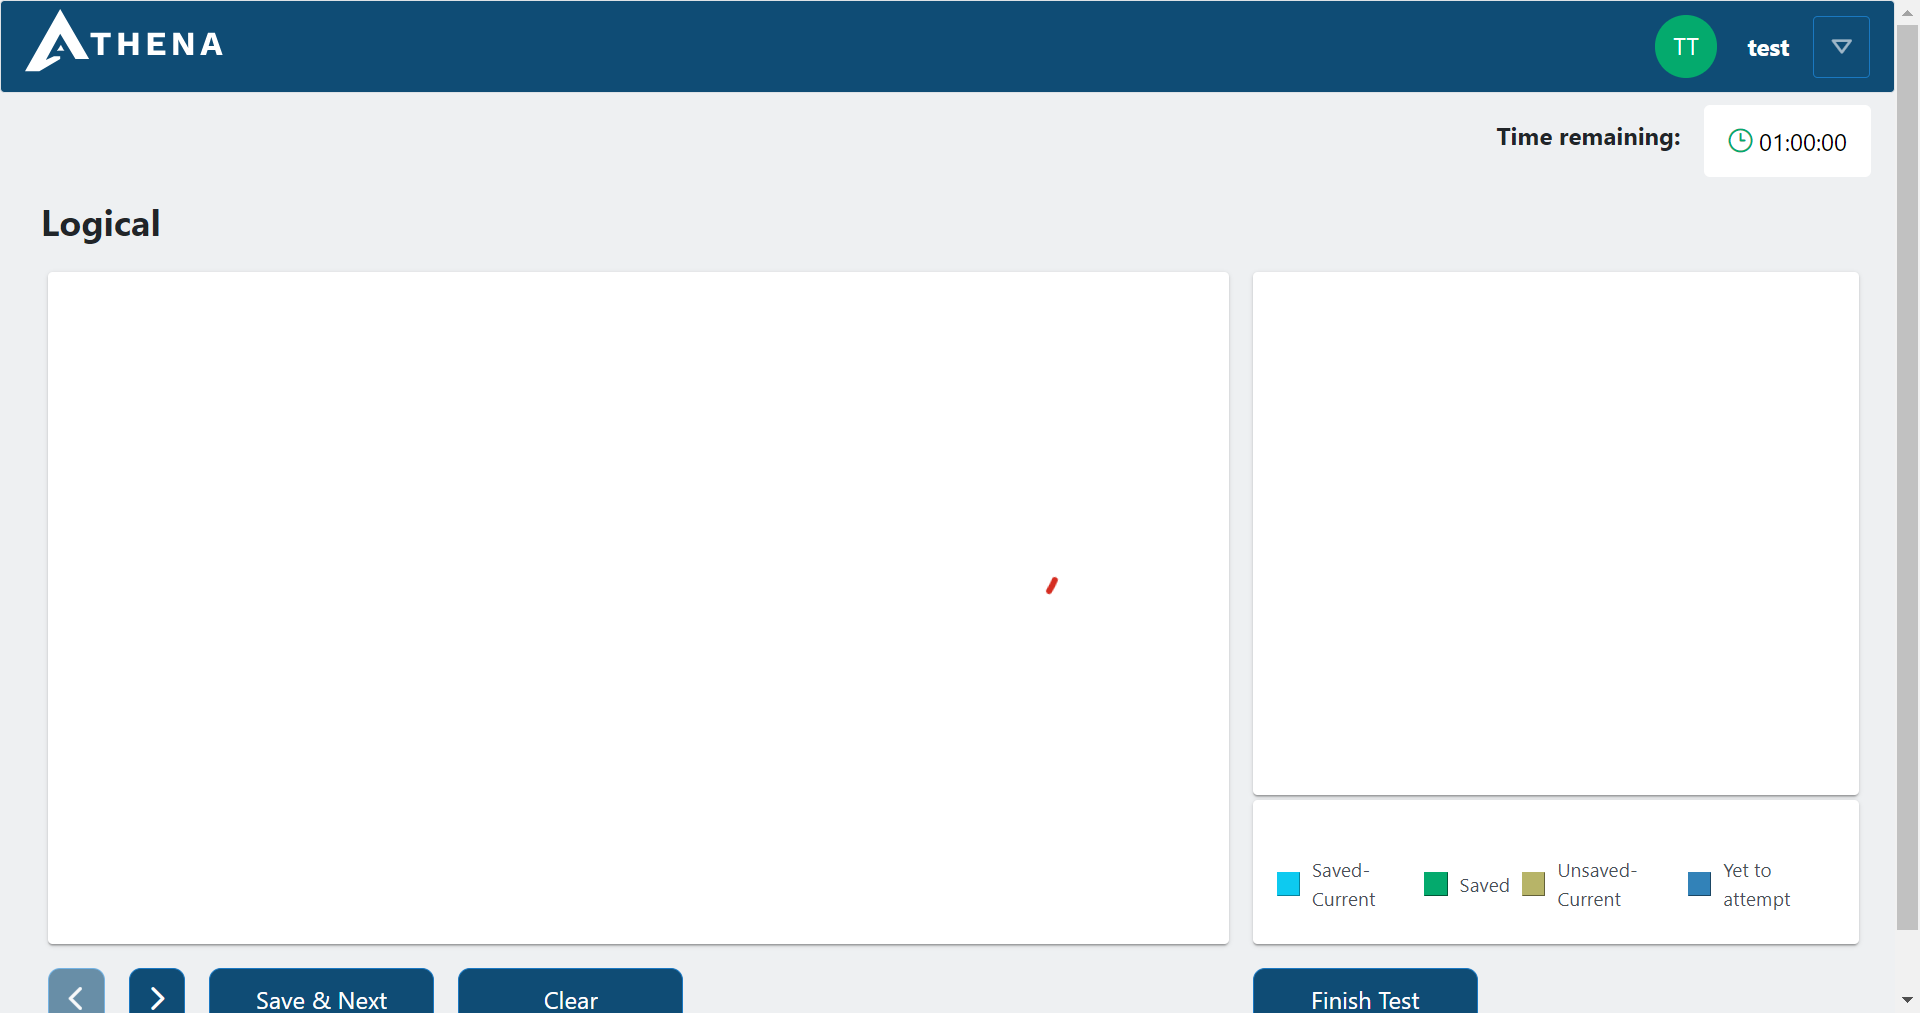 ATHENA
TT
test
Time remaining:
01:00:00
Logical
Saved-
Current
Saved
Unsaved-
Current
Yet to
attempt
Save & Next
Clear
Finish Test